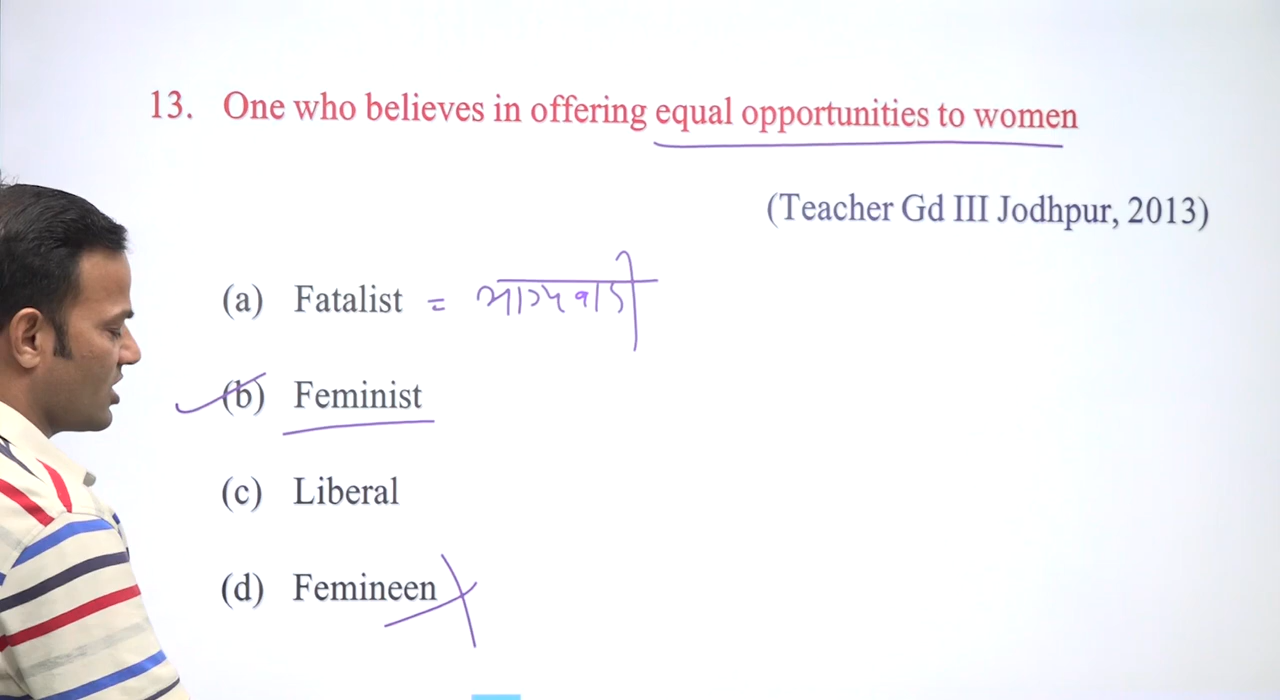 13. One who believes in offering equal opportunities to women
(Teacher Gd III Jodhpur, 2013)
(a) Fatalist = भाग्यवादी
(b) Feminist
(c) Liberal
(d) Femineen